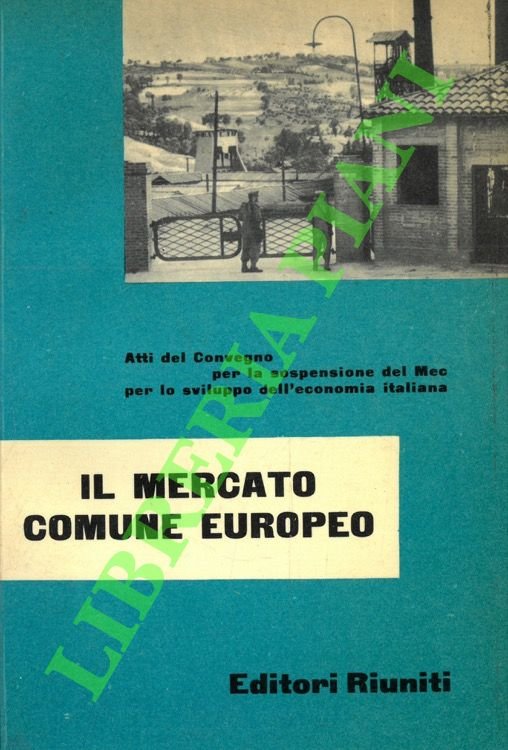 Atti del Convegno
per la sospensione del Mec
per lo sviluppo dell'economia italiana
IL MERCATO
COMUNE EUROPEO
Editori Riuniti
LIBRERIA PIANI